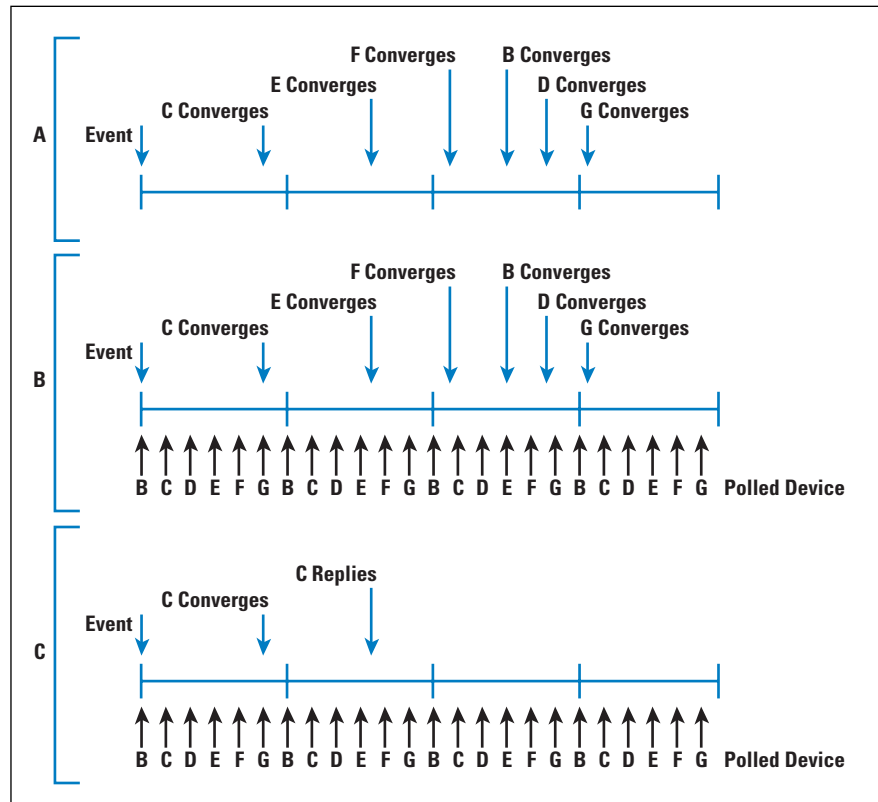 F Converges B Converges
E Converges D Converges
C Converges G Converges
A Event
F Converges B Converges
E Converges D Converges
C Converges G Converges
Event
B
B C D E F G B C D E F G B C D E F G B C D E F G Polled Device
C Replies
C Converges
Event
C
B C D E F G B C D E F G B C D E F G B C D E F G Polled Device